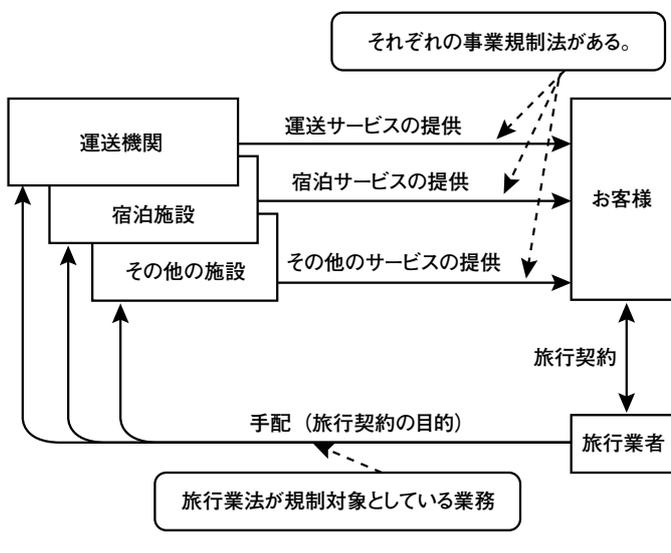 それぞれの事業規制法がある。
運送機関
運送サービスの提供
宿泊サービスの提供
お客様
宿泊施設
その他の施設
その他のサービスの提供
旅行契約
手配（旅行契約の目的）
旅行業者
旅行業法が規制対象としている業務